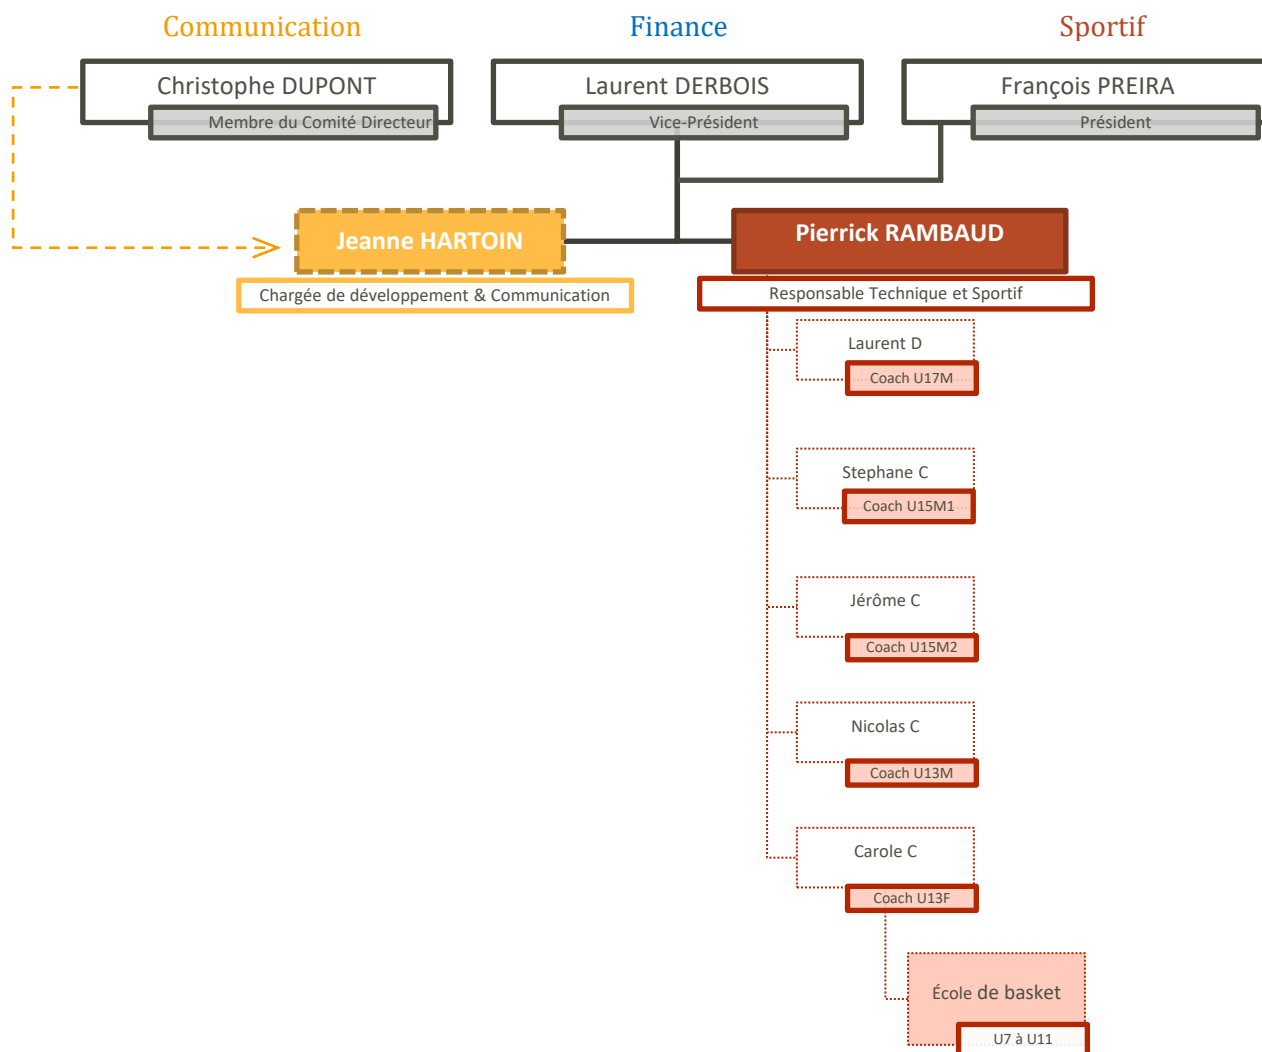 Communication
Finance
Sportif
Christophe DUPONT
Membre du Comité Directeur
Laurent DERBOIS
Vice-Président
François PREIRA
Président
Jeanne HARTOIN
Chargée de développement & Communication
Pierrick RAMBAUD
Responsable Technique et Sportif
Laurent D
Coach U17M
Stephane C
Coach U15M1
Jérôme C
Coach U15M2
Nicolas C
Coach U13M
Carole C
Coach U13F
École de basket
U7 à U11